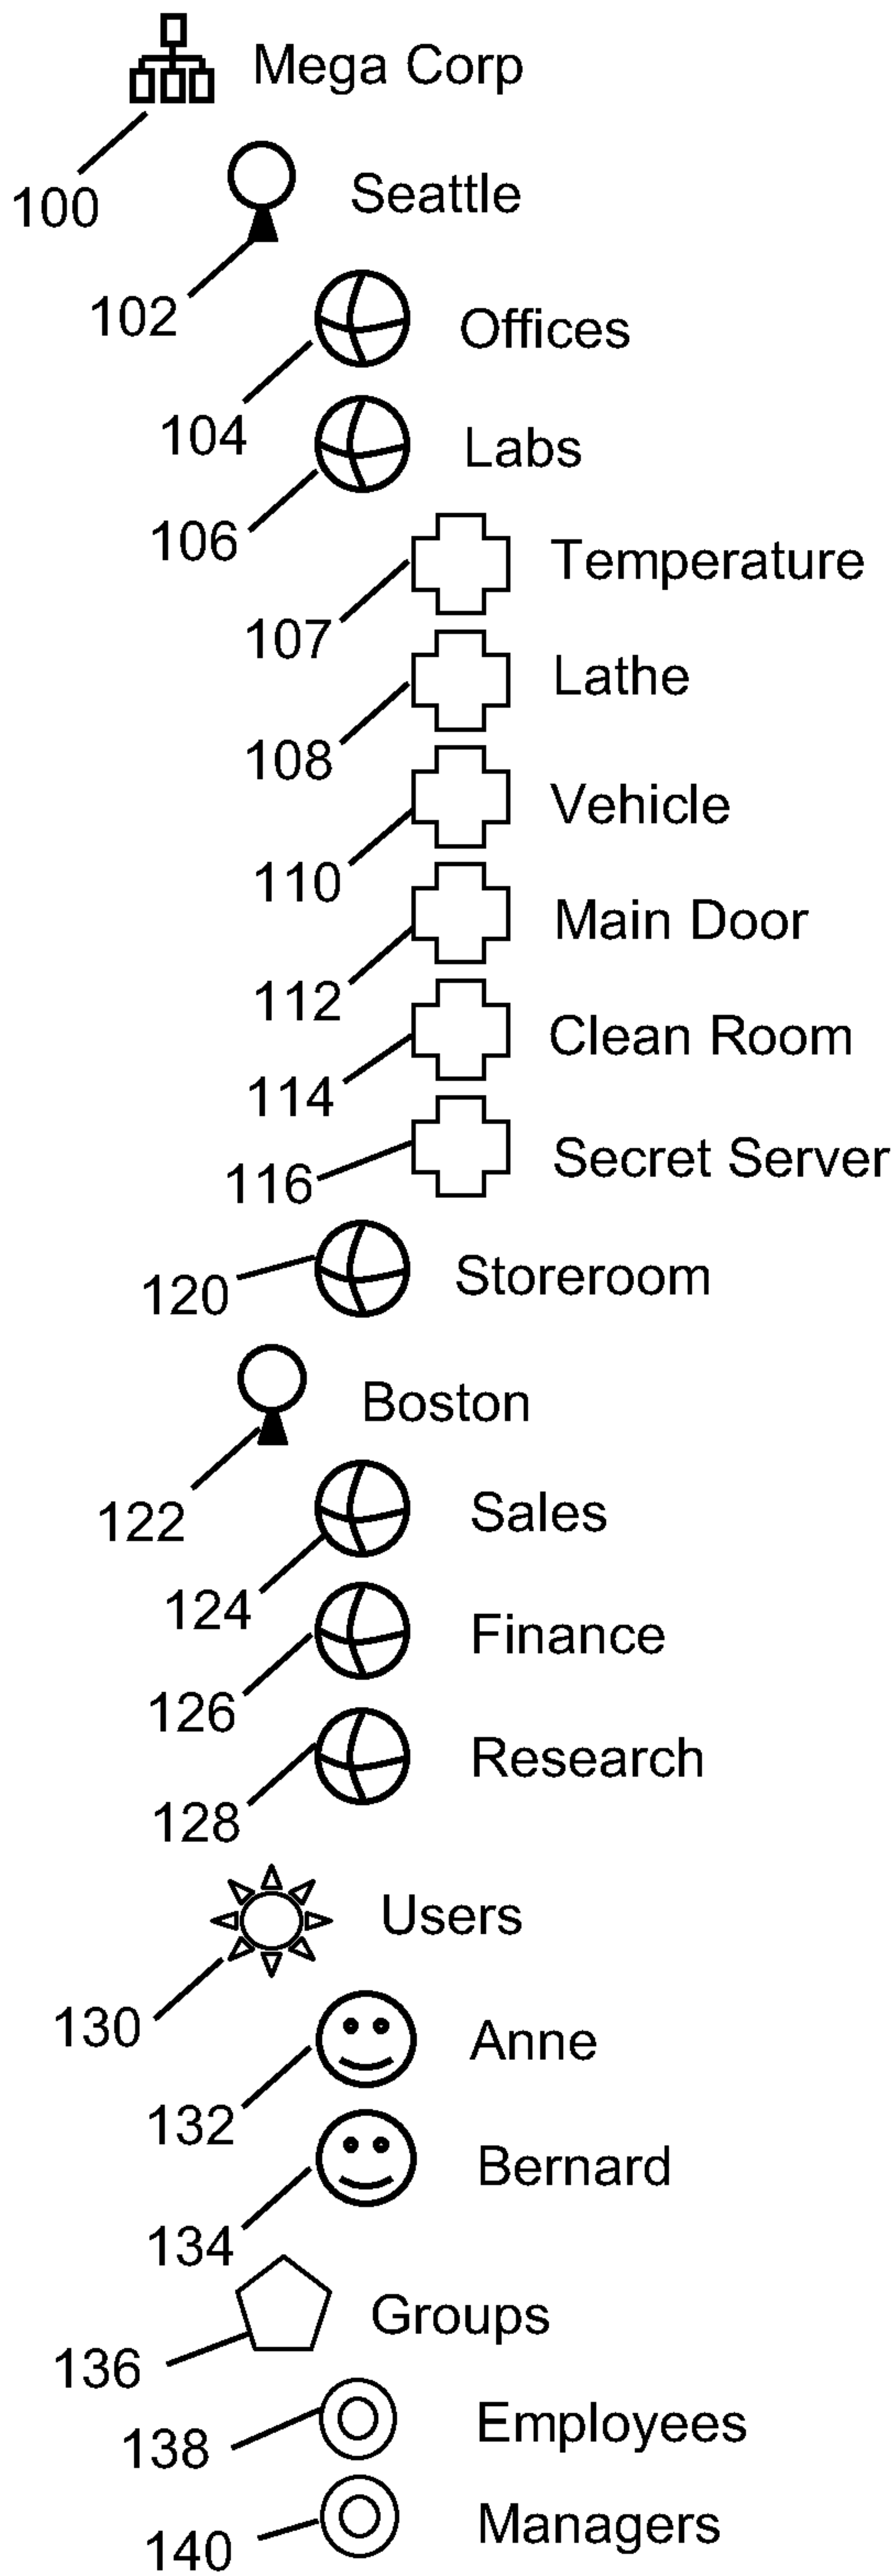 Mega Corp
100
Seattle
102
Offices
104
Labs
106
Temperature
107
Lathe
108
Vehicle
110
Main Door
112
Clean Room
114
Secret Server
116
Storeroom
120
Boston
122
Sales
124
Finance
126
Research
128
Users
130
Anne
132
Bernard
134
Groups
136
Employees
138
Managers
140